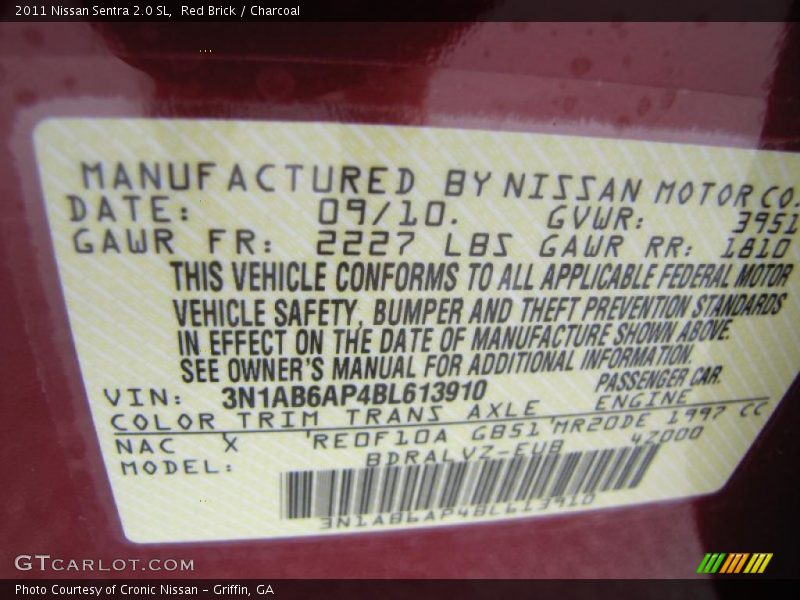 2011 Nissan Sentra 2.0 SL, Red Brick / Charcoal
MANUFACTURED BY NISSAN MOTOR CO.
DATE: 09/10. GVWR: 3951
GAWR FR: 2227 LBS GAWR RR: 1810
THIS VEHICLE CONFORMS TO ALL APPLICABLE FEDERAL MOTOR
VEHICLE SAFETY, BUMPER AND THEFT PREVENTION STANDARDS
IN EFFECT ON THE DATE OF MANUFACTURE SHOWN ABOVE.
SEE OWNER'S MANUAL FOR ADDITIONAL INFORMATION.
VIN: 3N1AB6AP4BL613910 PASSENGER CAR.
COLOR TRIM TRANS AXLE ENGINE
NAC X 'RE0F10A GB51'MR20DE 1997 CC
MODEL: BDRALVZ-EUB 4Z000
3N1AB6AP4BL613910
GTCARLOT.COM
Photo Courtesy of Cronic Nissan – Griffin, GA